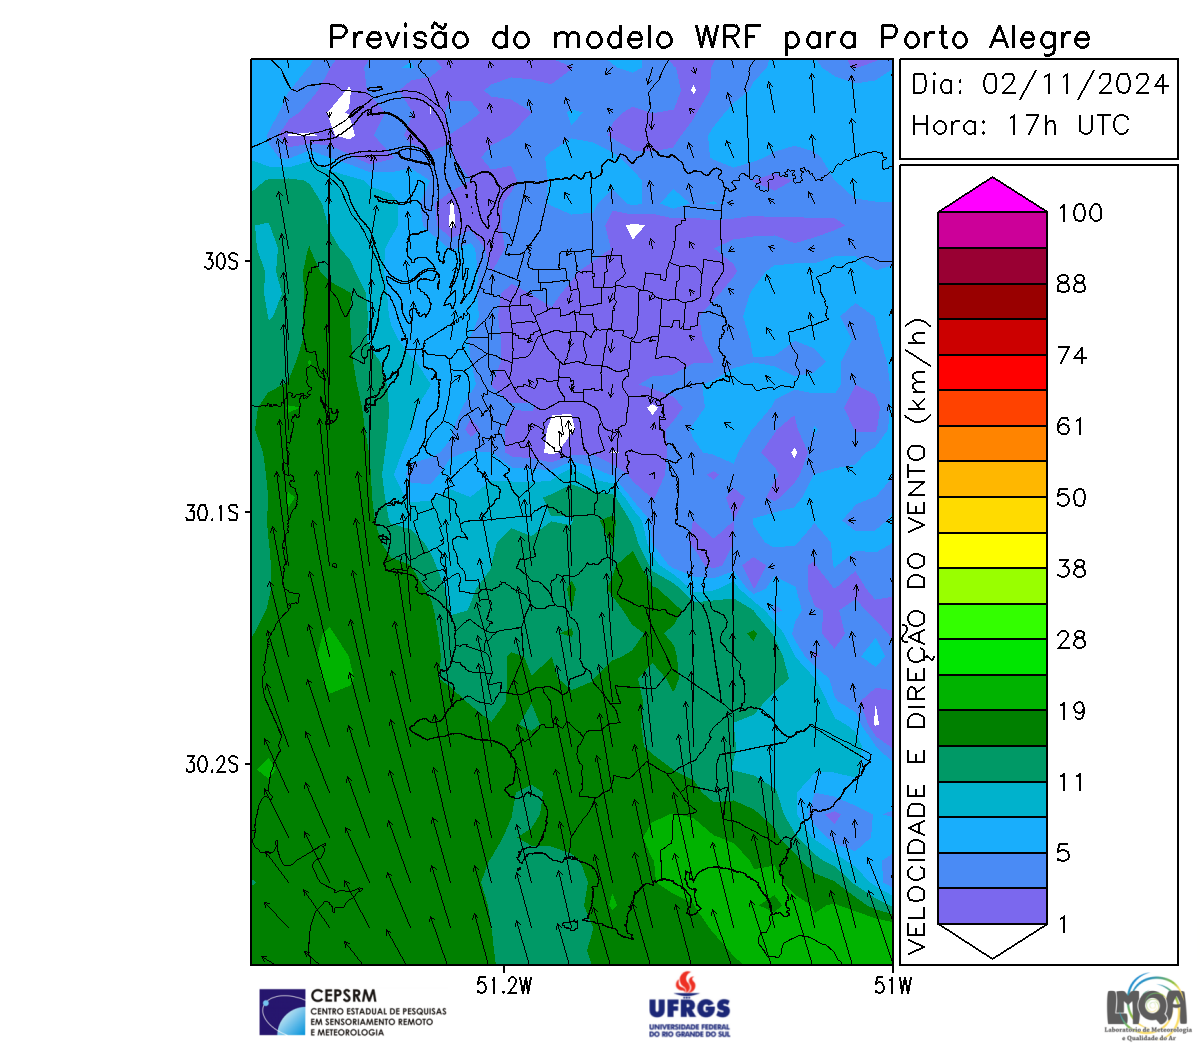 Previsão do modelo WRF para Porto Alegre
Dia: 02/11/2024
Hora: 17h UTC
30S
30.1S
30.2S
51.2W
51W
VELOCIDADE E DIREÇÃO DO VENTO (km/h)
100
88
74
61
50
38
28
19
11
5
1
CEPSRM
CENTRO ESTADUAL DE PESQUISAS
EM SENSORIAMENTO REMOTO
E METEOROLOGIA
UFRGS
UNIVERSIDADE FEDERAL
DO RIO GRANDE DO SUL
LMQA
Laboratório de Meteorologia
e Qualidade do Ar